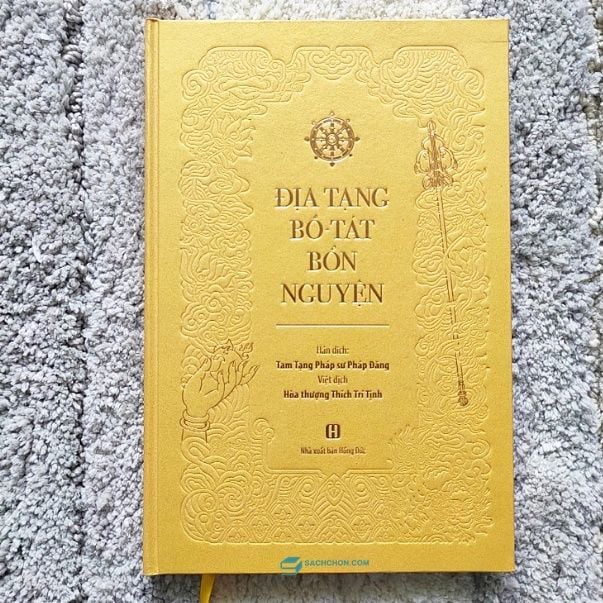 ĐỊA TẠNG
BỒ-TÁT
BỔN
NGUYỆN
Hán dịch:
Tam Tạng Pháp sư Pháp Đăng
Việt dịch
Hòa thượng Thích Trí Tịnh
Nhà xuất bản Hồng Đức
SACHCHON.COM